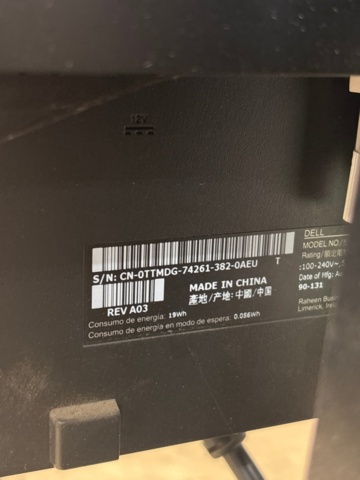 12V
S/N: CN-0TTMDG-74261-382-0AEU T
REV A03
MADE IN CHINA
產地/产地: 中國/中国
Consumo de energía: 19Wh
Consumo de energía en modo de espera: 0.056Wh
DELL
MODEL NO
Rating/
:100-240V~,
Date of Mfg:
90-131
Raheen Busi
Limerick,